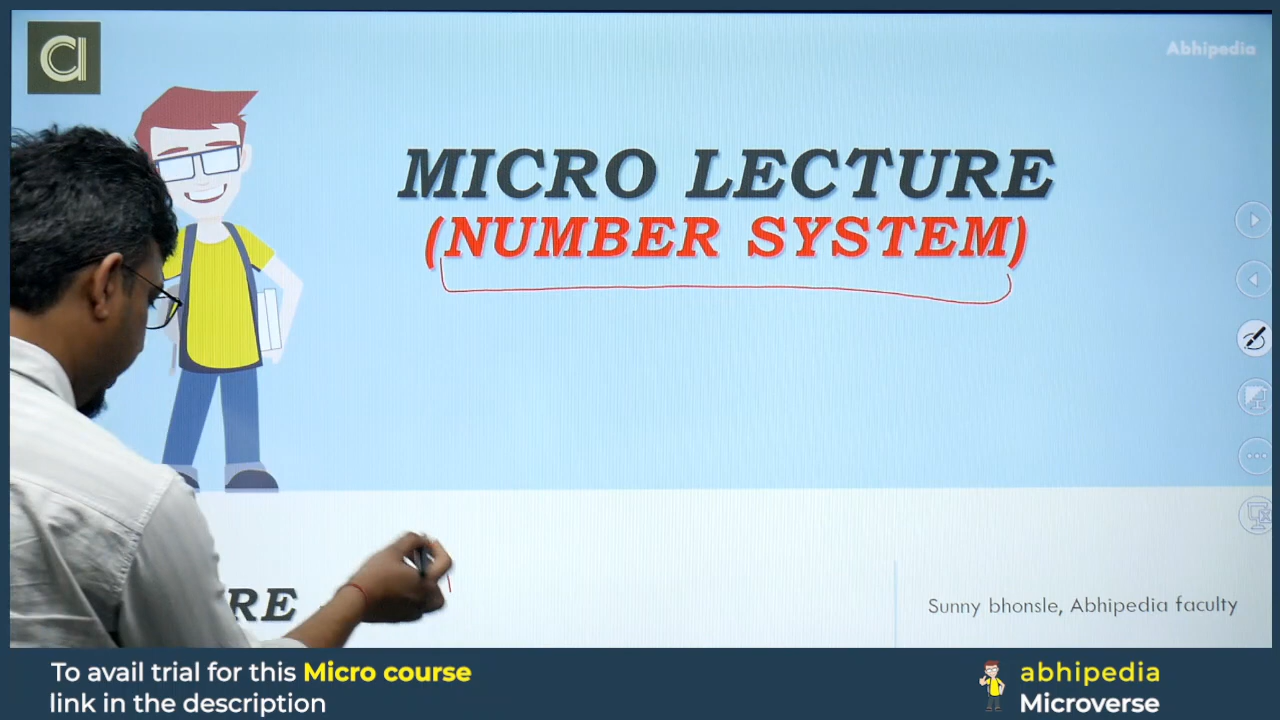 Abhipedia
MICRO LECTURE
(NUMBER SYSTEM)
Sunny bhonsle, Abhipedia faculty
To avail trial for this Micro course
link in the description
abhipedia
Microverse